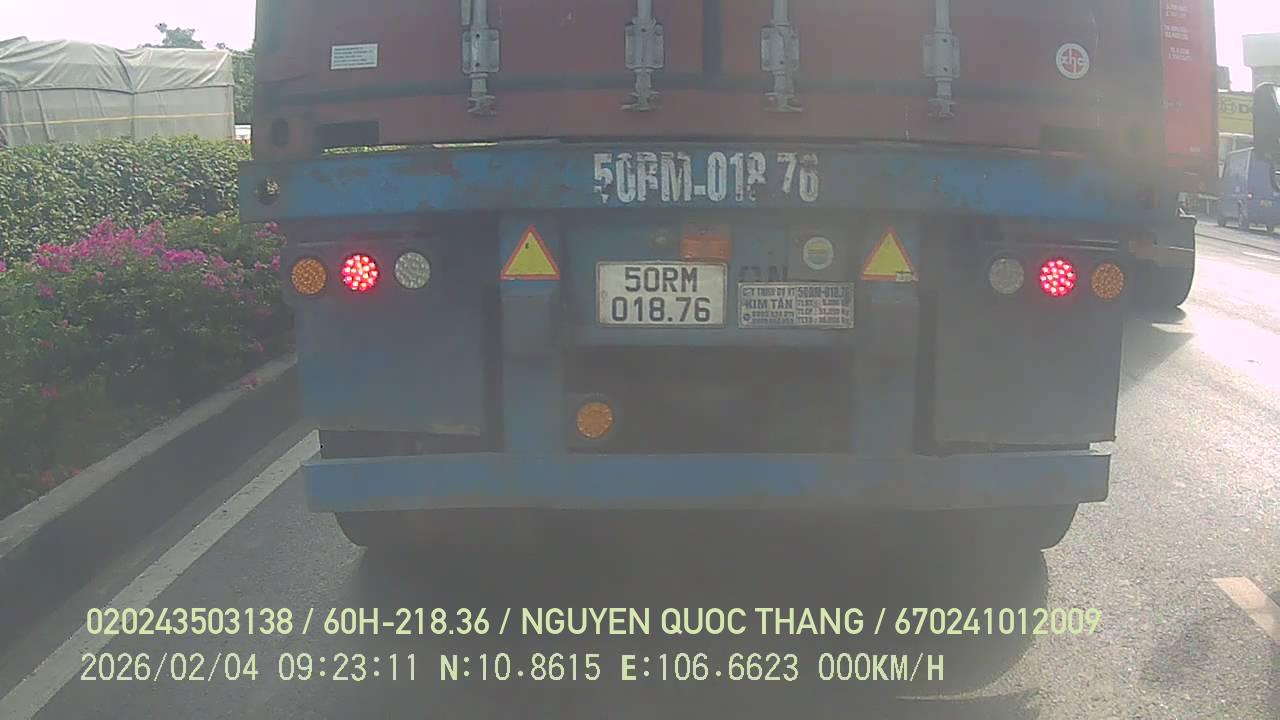 50RM-018.76
50RM
018.76
KIM TÂN
50RM-018.76
020243503138 / 60H-218.36 / NGUYEN QUOC THANG / 670241012009
2026/02/04 09:23:11 N:10.8615 E:106.6623 000KM/H